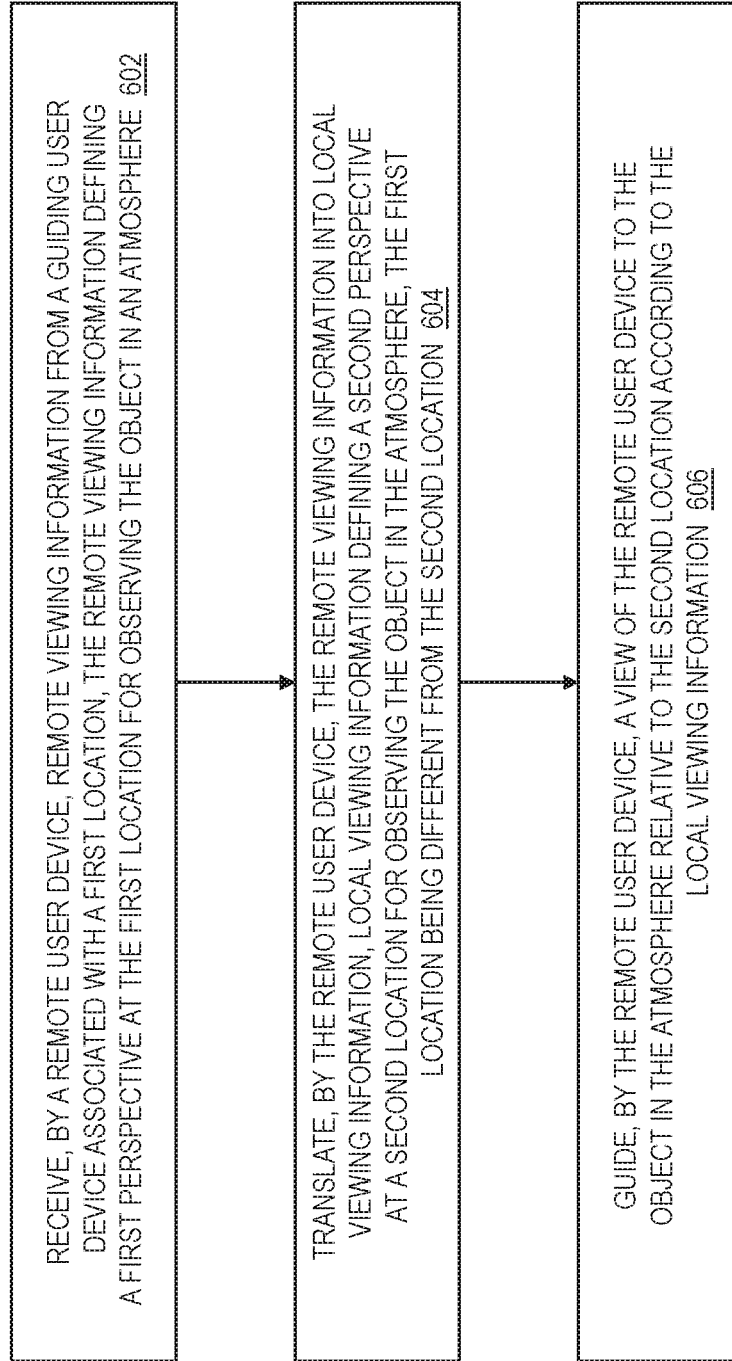 RECEIVE, BY A REMOTE USER DEVICE, REMOTE VIEWING INFORMATION FROM A GUIDING USER
DEVICE ASSOCIATED WITH A FIRST LOCATION, THE REMOTE VIEWING INFORMATION DEFINING
A FIRST PERSPECTIVE AT THE FIRST LOCATION FOR OBSERVING THE OBJECT IN AN ATMOSPHERE 602
TRANSLATE, BY THE REMOTE USER DEVICE, THE REMOTE VIEWING INFORMATION INTO LOCAL
VIEWING INFORMATION, LOCAL VIEWING INFORMATION DEFINING A SECOND PERSPECTIVE
AT A SECOND LOCATION FOR OBSERVING THE OBJECT IN THE ATMOSPHERE, THE FIRST
LOCATION BEING DIFFERENT FROM THE SECOND LOCATION 604
GUIDE, BY THE REMOTE USER DEVICE, A VIEW OF THE REMOTE USER DEVICE TO THE
OBJECT IN THE ATMOSPHERE RELATIVE TO THE SECOND LOCATION ACCORDING TO THE
LOCAL VIEWING INFORMATION 606